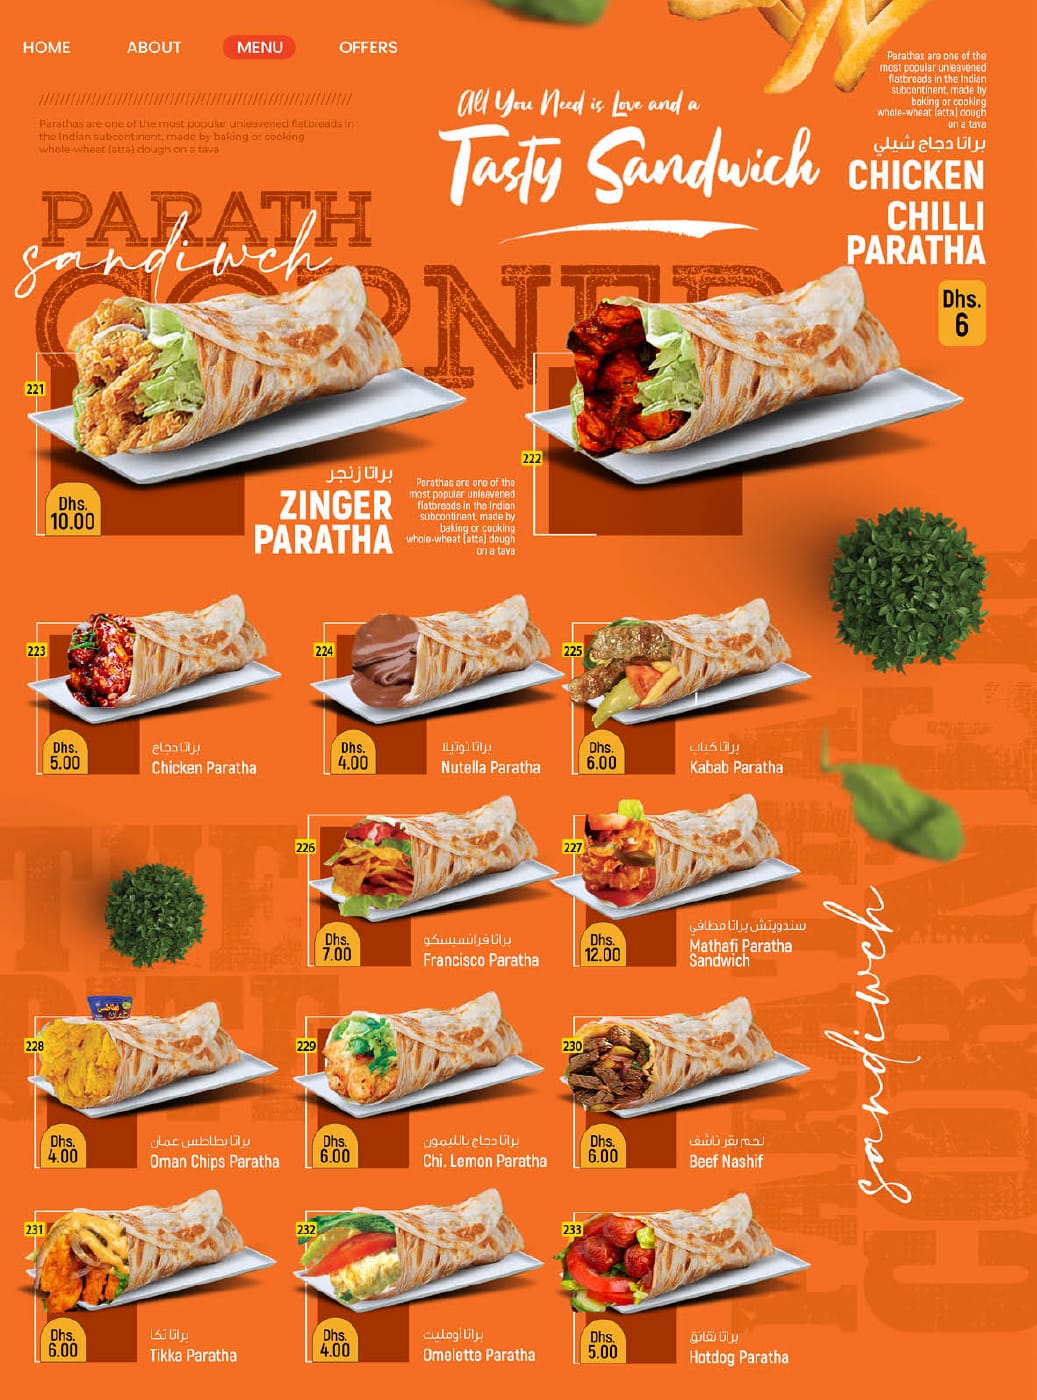 HOME ABOUT MENU OFFERS
Parathas are one of the most popular unleavened flatbreads in
the Indian subcontinent, made by baking or cooking
whole-wheat (atta) dough on a tava
All You Need is Love and a
Tasty Sandwich
Parathas are one of the
most popular unleavened
flatbreads in the Indian
subcontinent, made by
baking or cooking
whole-wheat (atta) dough
on a tava
براتا دجاج شيلي
CHICKEN
CHILLI
PARATHA
Dhs.
6
PARATH
sandiwch
CORNER
221
222
Dhs.
10.00
براتا زنجر
ZINGER
PARATHA
Parathas are one of the
most popular unleavened
flatbreads in the Indian
subcontinent, made by
baking or cooking
whole-wheat (atta) dough
on a tava
223
Dhs.
5.00
براتا دجاج
Chicken Paratha
224
Dhs.
4.00
براتا نوتيلا
Nutella Paratha
225
Dhs.
6.00
براتا كباب
Kabab Paratha
226
Dhs.
7.00
براتا فرانسيسكو
Francisco Paratha
227
Dhs.
12.00
سندويتش براتا مطافي
Mathafi Paratha
Sandwich
228
Dhs.
4.00
براتا بطاطس عمان
Oman Chips Paratha
229
Dhs.
6.00
براتا دجاج بالليمون
Chi. Lemon Paratha
230
Dhs.
6.00
لحم بقر ناشف
Beef Nashif
231
Dhs.
6.00
براتا تكا
Tikka Paratha
232
Dhs.
4.00
براتا أومليت
Omelette Paratha
233
Dhs.
5.00
براتا نقانق
Hotdog Paratha
sandiwch